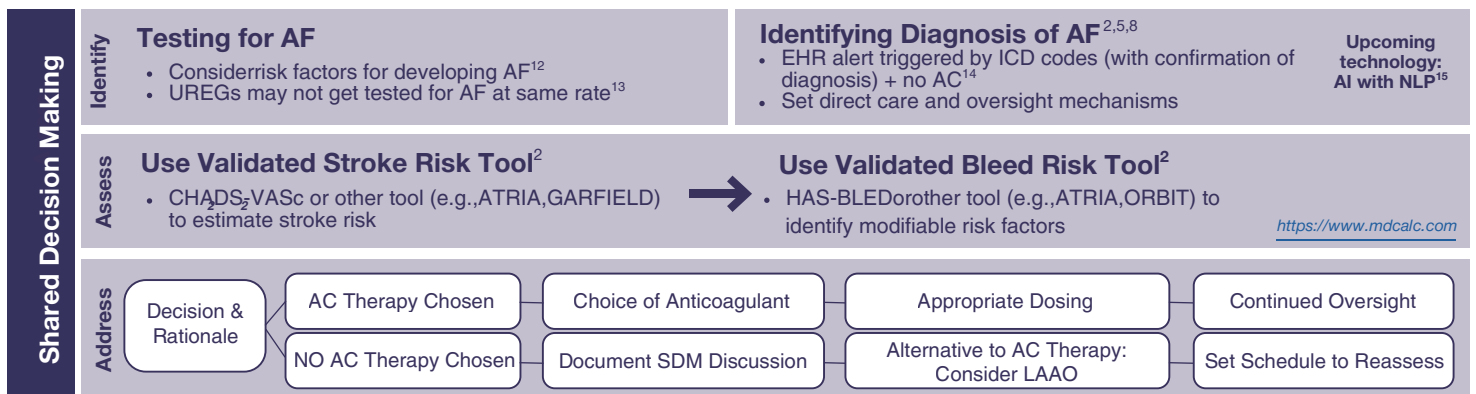 Shared Decision Making
Identify
Testing for AF
• Considerrisk factors for developing AF12
• UREGs may not get tested for AF at same rate13
Identifying Diagnosis of AF2,5,8
• EHR alert triggered by ICD codes (with confirmation of
diagnosis) + no AC14
• Set direct care and oversight mechanisms
Upcoming
technology:
AI with NLP15
Assess
Use Validated Stroke Risk Tool2
• CHA2DS2-VASc or other tool (e.g.,ATRIA,GARFIELD)
to estimate stroke risk
Use Validated Bleed Risk Tool2
• HAS-BLEDorother tool (e.g.,ATRIA,ORBIT) to
identify modifiable risk factors
https://www.mdcalc.com
Address
Decision &
Rationale
AC Therapy Chosen
Choice of Anticoagulant
Appropriate Dosing
Continued Oversight
NO AC Therapy Chosen
Document SDM Discussion
Alternative to AC Therapy:
Consider LAAO
Set Schedule to Reassess